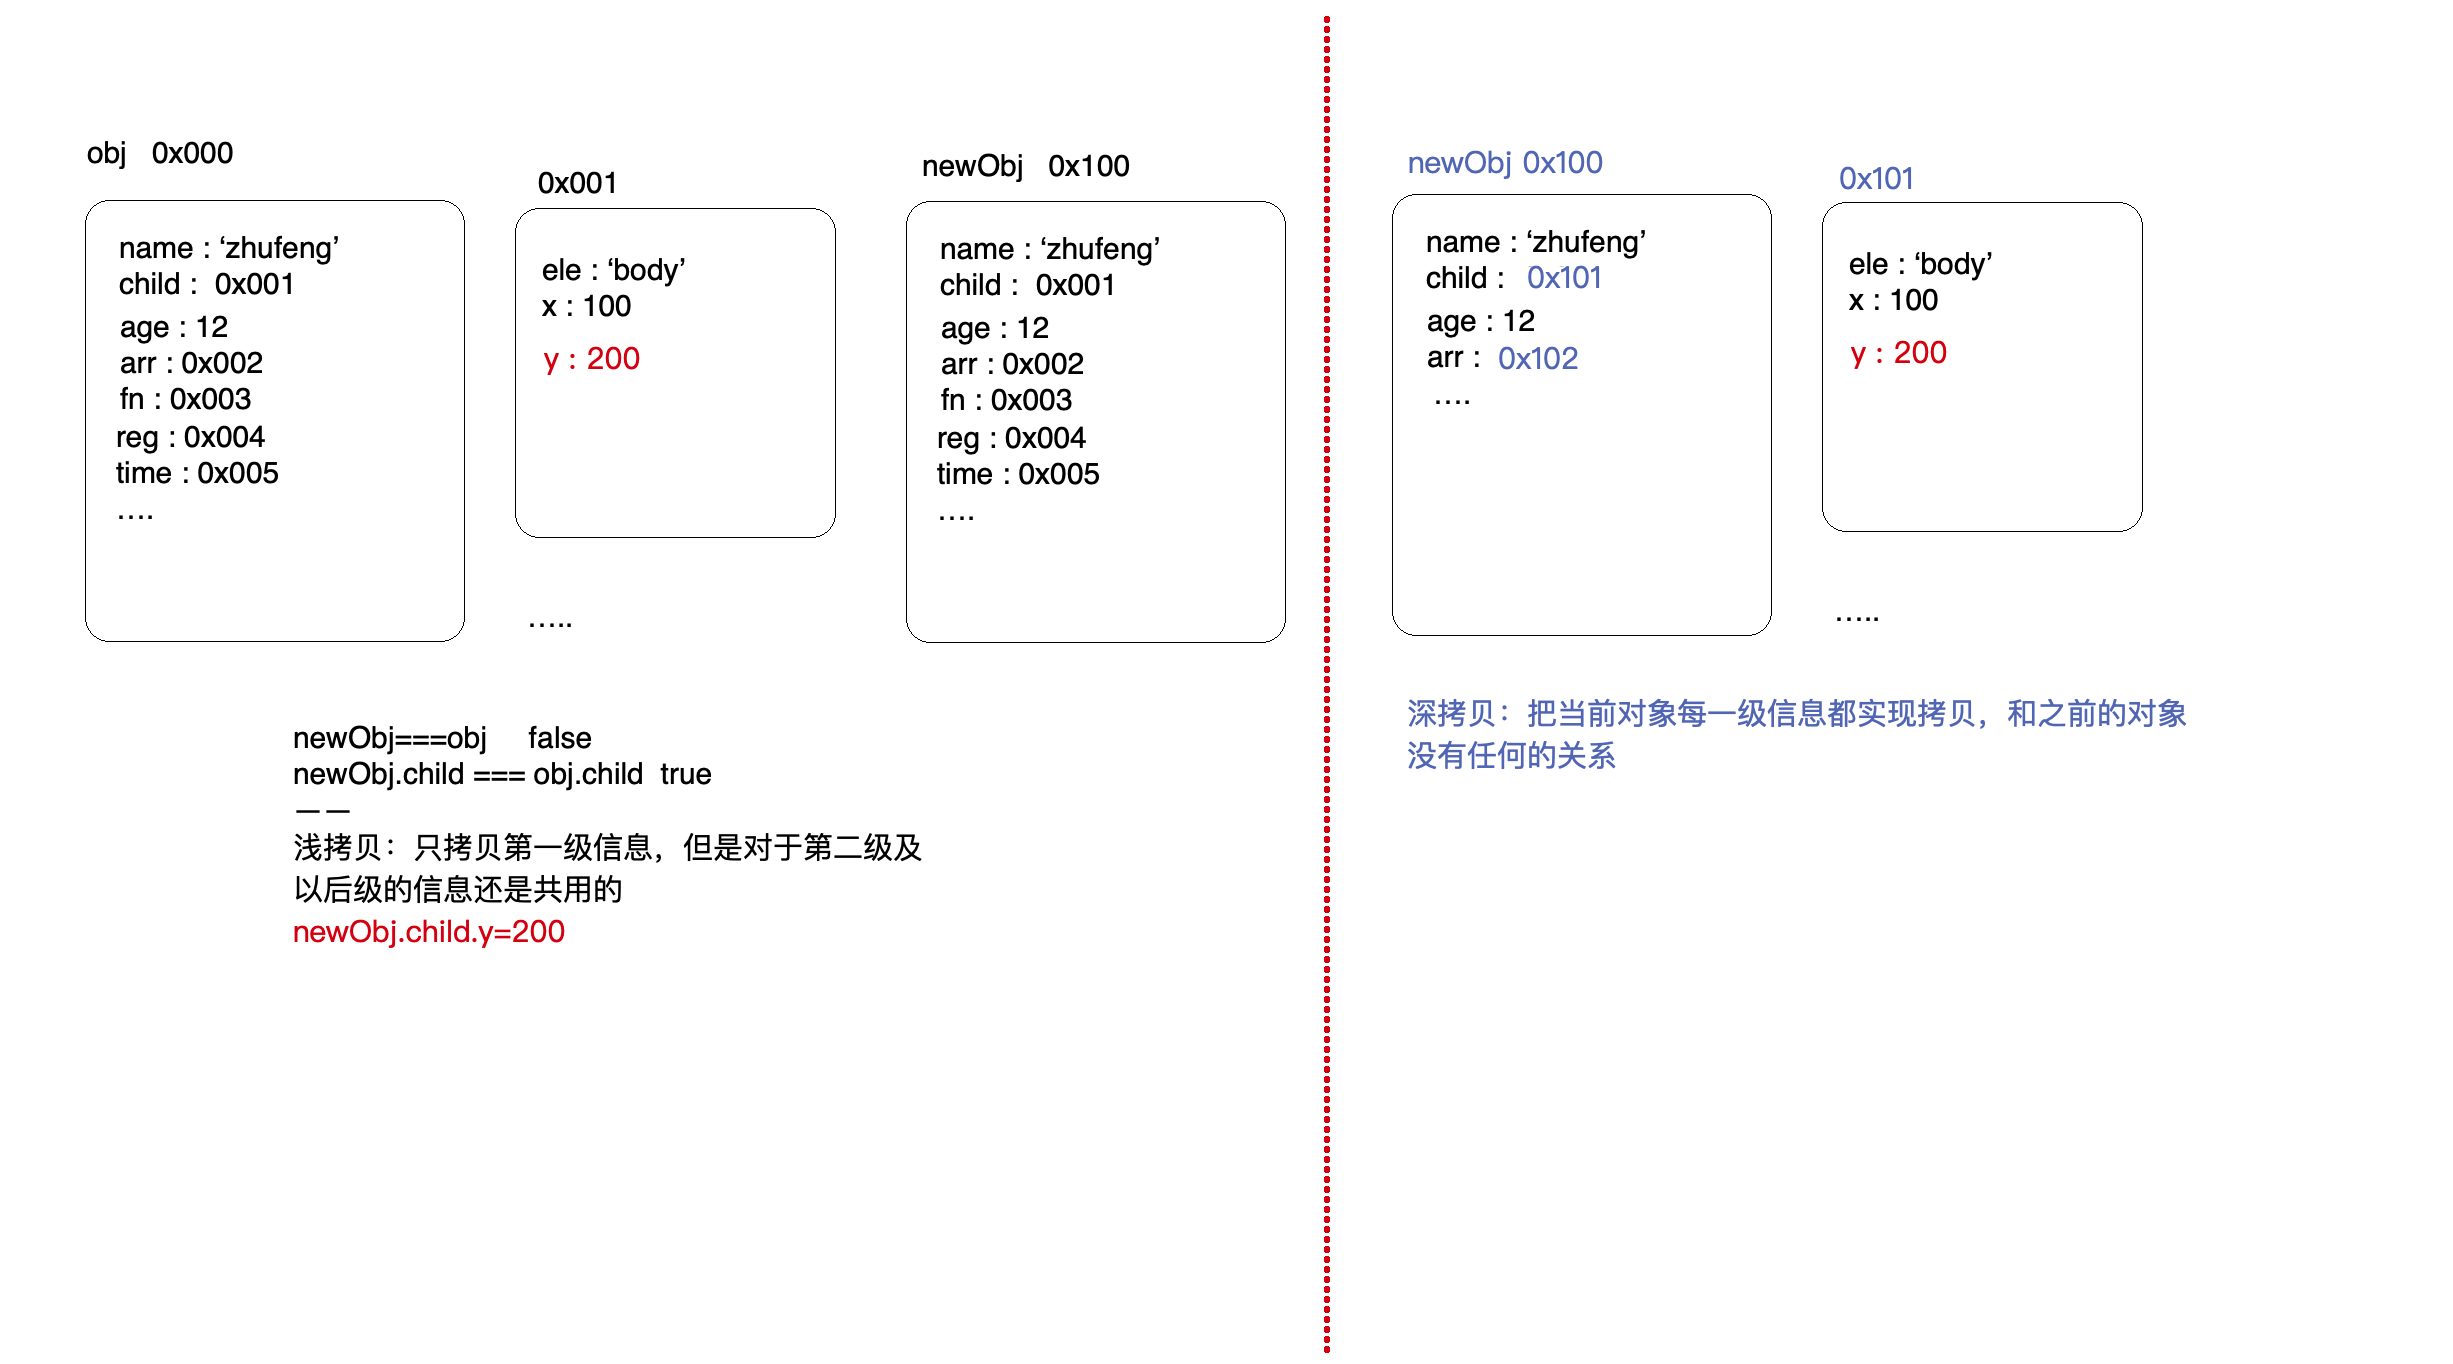 obj 0x000
name : ‘zhufeng’
child : 0x001
age : 12
arr : 0x002
fn : 0x003
reg : 0x004
time : 0x005
....
0x001
ele : ‘body’
x : 100
y : 200
.....
newObj 0x100
name : ‘zhufeng’
child : 0x001
age : 12
arr : 0x002
fn : 0x003
reg : 0x004
time : 0x005
....
newObj===obj false
newObj.child === obj.child true
——
浅拷贝：只拷贝第一级信息，但是对于第二级及
以后级的信息还是共用的
newObj.child.y=200
newObj 0x100
name : ‘zhufeng’
child : 0x101
age : 12
arr : 0x102
....
0x101
ele : ‘body’
x : 100
y : 200
.....
深拷贝：把当前对象每一级信息都实现拷贝，和之前的对象
没有任何的关系